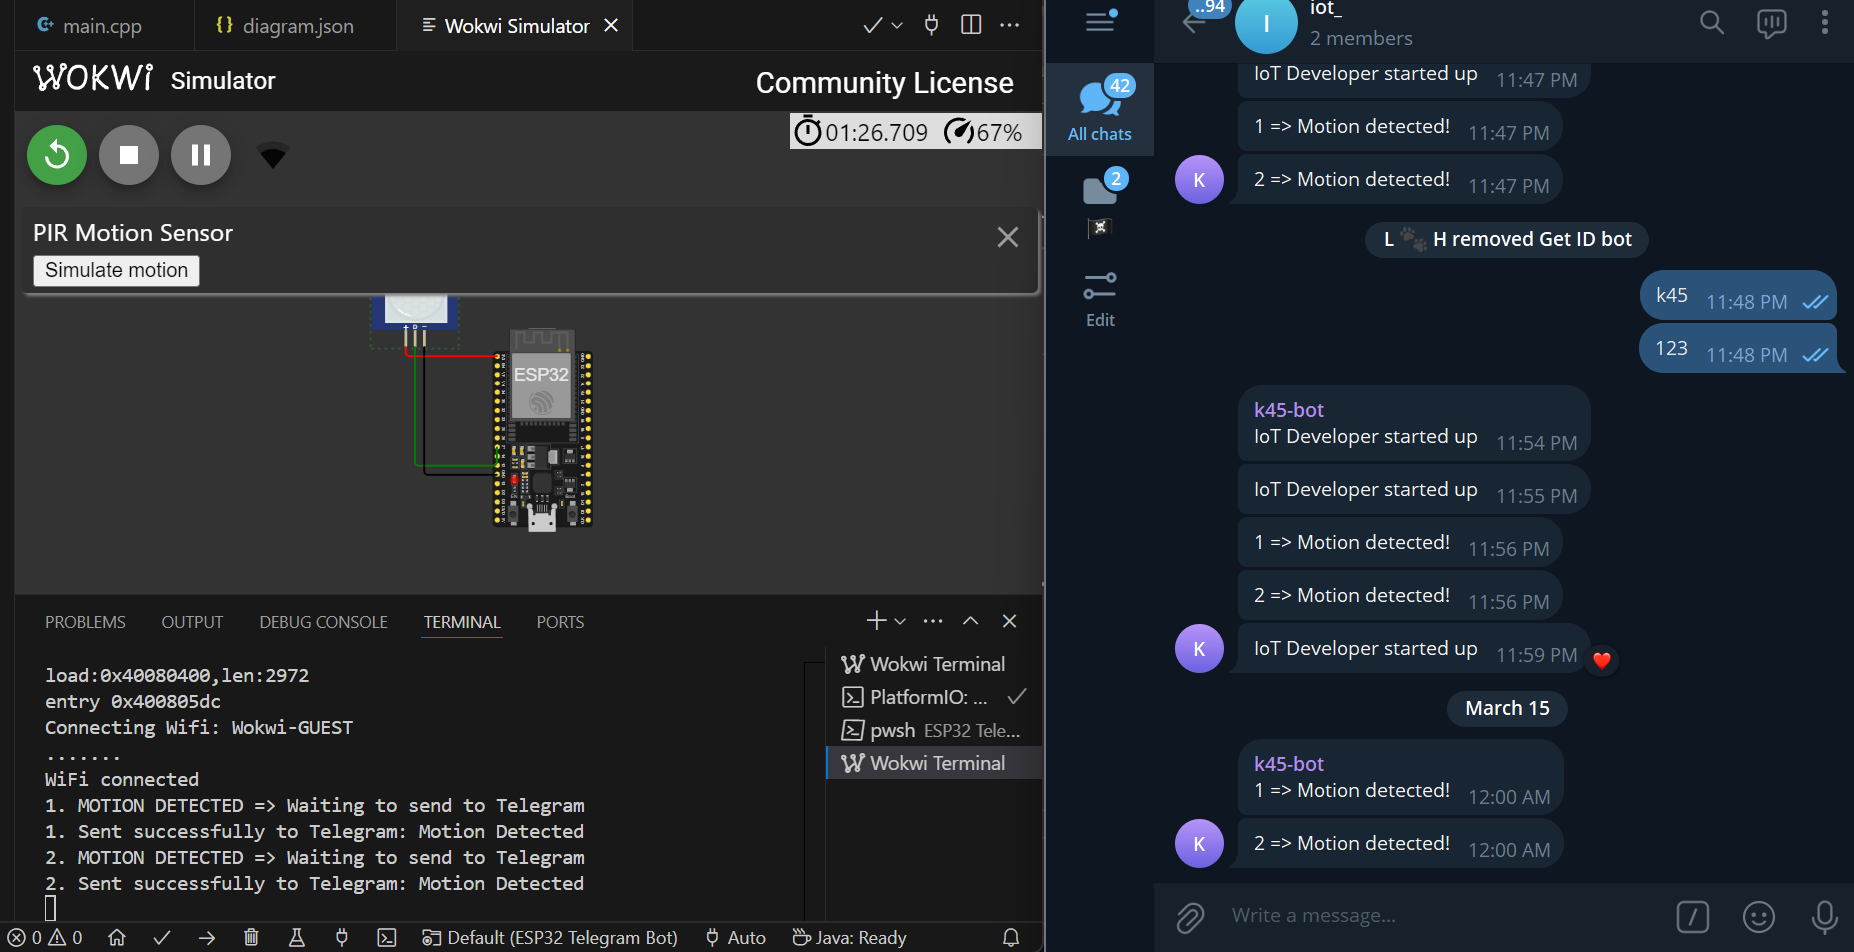 main.cpp
{} diagram.json
Wokwi Simulator
WOKWi Simulator
Community License
01:26.709
67%
PIR Motion Sensor
Simulate motion
+ D −
ESP32
PROBLEMS
OUTPUT
DEBUG CONSOLE
TERMINAL
PORTS
load:0x40080400,len:2972
entry 0x400805dc
Connecting Wifi: Wokwi-GUEST
.......
WiFi connected
1. MOTION DETECTED => Waiting to send to Telegram
1. Sent successfully to Telegram: Motion Detected
2. MOTION DETECTED => Waiting to send to Telegram
2. Sent successfully to Telegram: Motion Detected
Wokwi Terminal
PlatformIO: ...
pwsh ESP32 Tele...
Wokwi Terminal
0 0
Default (ESP32 Telegram Bot)
Auto
Java: Ready
42
All chats
2
Edit
..94
I
iot_
2 members
IoT Developer started up 11:47 PM
1 => Motion detected! 11:47 PM
K
2 => Motion detected! 11:47 PM
L 🐾 H removed Get ID bot
k45 11:48 PM
123 11:48 PM
k45-bot
IoT Developer started up 11:54 PM
IoT Developer started up 11:55 PM
1 => Motion detected! 11:56 PM
2 => Motion detected! 11:56 PM
K
IoT Developer started up 11:59 PM
March 15
k45-bot
1 => Motion detected! 12:00 AM
K
2 => Motion detected! 12:00 AM
Write a message...